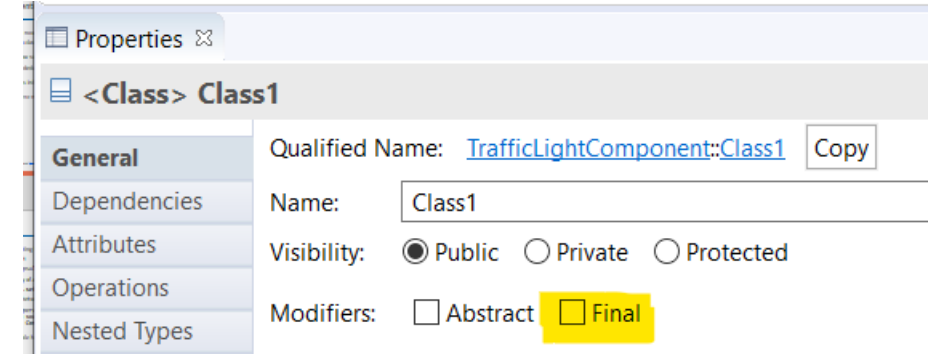 Properties
<Class> Class1
General
Dependencies
Attributes
Operations
Nested Types
Qualified Name: TrafficLightComponent::Class1 Copy
Name: Class1
Visibility: Public Private Protected
Modifiers: Abstract Final